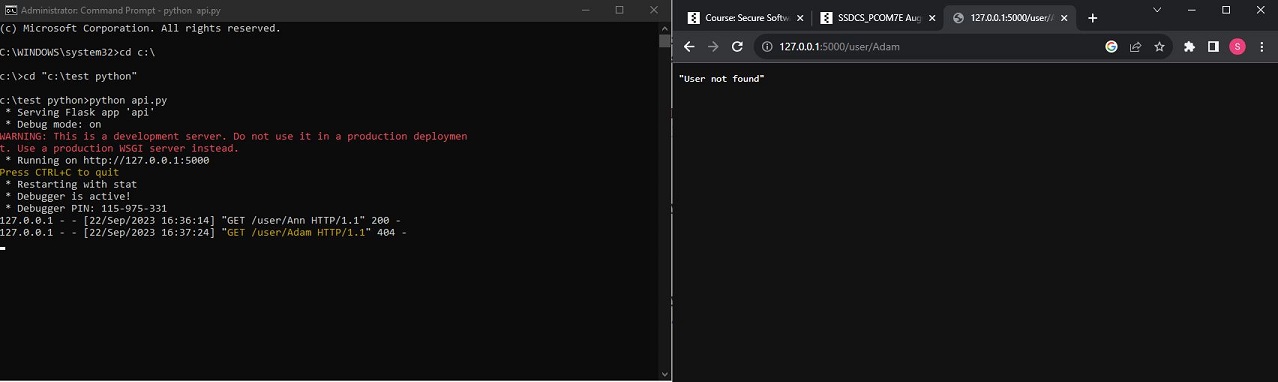 Administrator: Command Prompt - python  api.py
(c) Microsoft Corporation. All rights reserved.
C:\WINDOWS\system32>cd c:\
c:\>cd "c:\test python"
c:\test python>python api.py
 * Serving Flask app 'api'
 * Debug mode: on
WARNING: This is a development server. Do not use it in a production deploymen
t. Use a production WSGI server instead.
 * Running on http://127.0.0.1:5000
Press CTRL+C to quit
 * Restarting with stat
 * Debugger is active!
 * Debugger PIN: 115-975-331
127.0.0.1 - - [22/Sep/2023 16:36:14] "GET /user/Ann HTTP/1.1" 200 -
127.0.0.1 - - [22/Sep/2023 16:37:24] "GET /user/Adam HTTP/1.1" 404 -
Course: Secure Softw
SSDCS_PCOM7E Aug
127.0.0.1:5000/user/A
127.0.0.1:5000/user/Adam
S
"User not found"